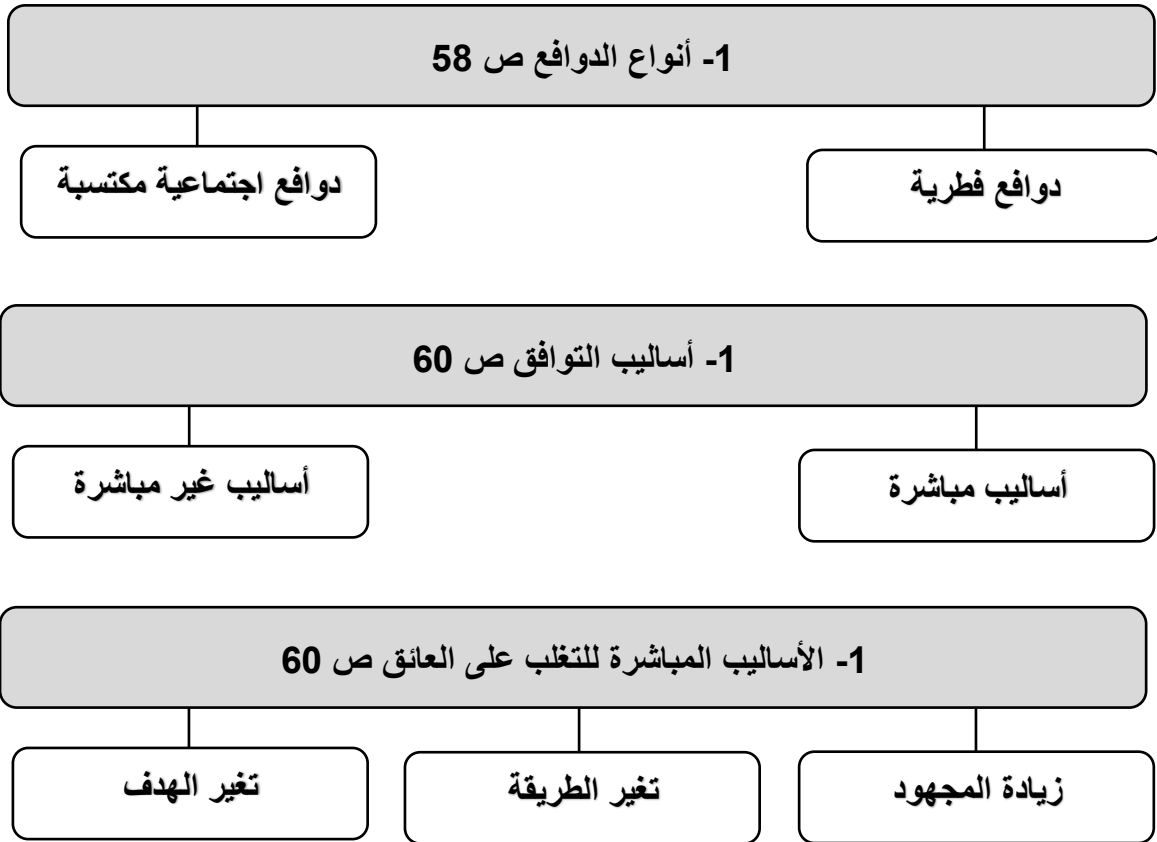 1- أنواع الدوافع ص 58
دوافع فطرية
دوافع اجتماعية مكتسبة
1- أساليب التوافق ص 60
أساليب مباشرة
أساليب غير مباشرة
1- الأساليب المباشرة للتغلب على العائق ص 60
زيادة المجهود
تغير الطريقة
تغير الهدف